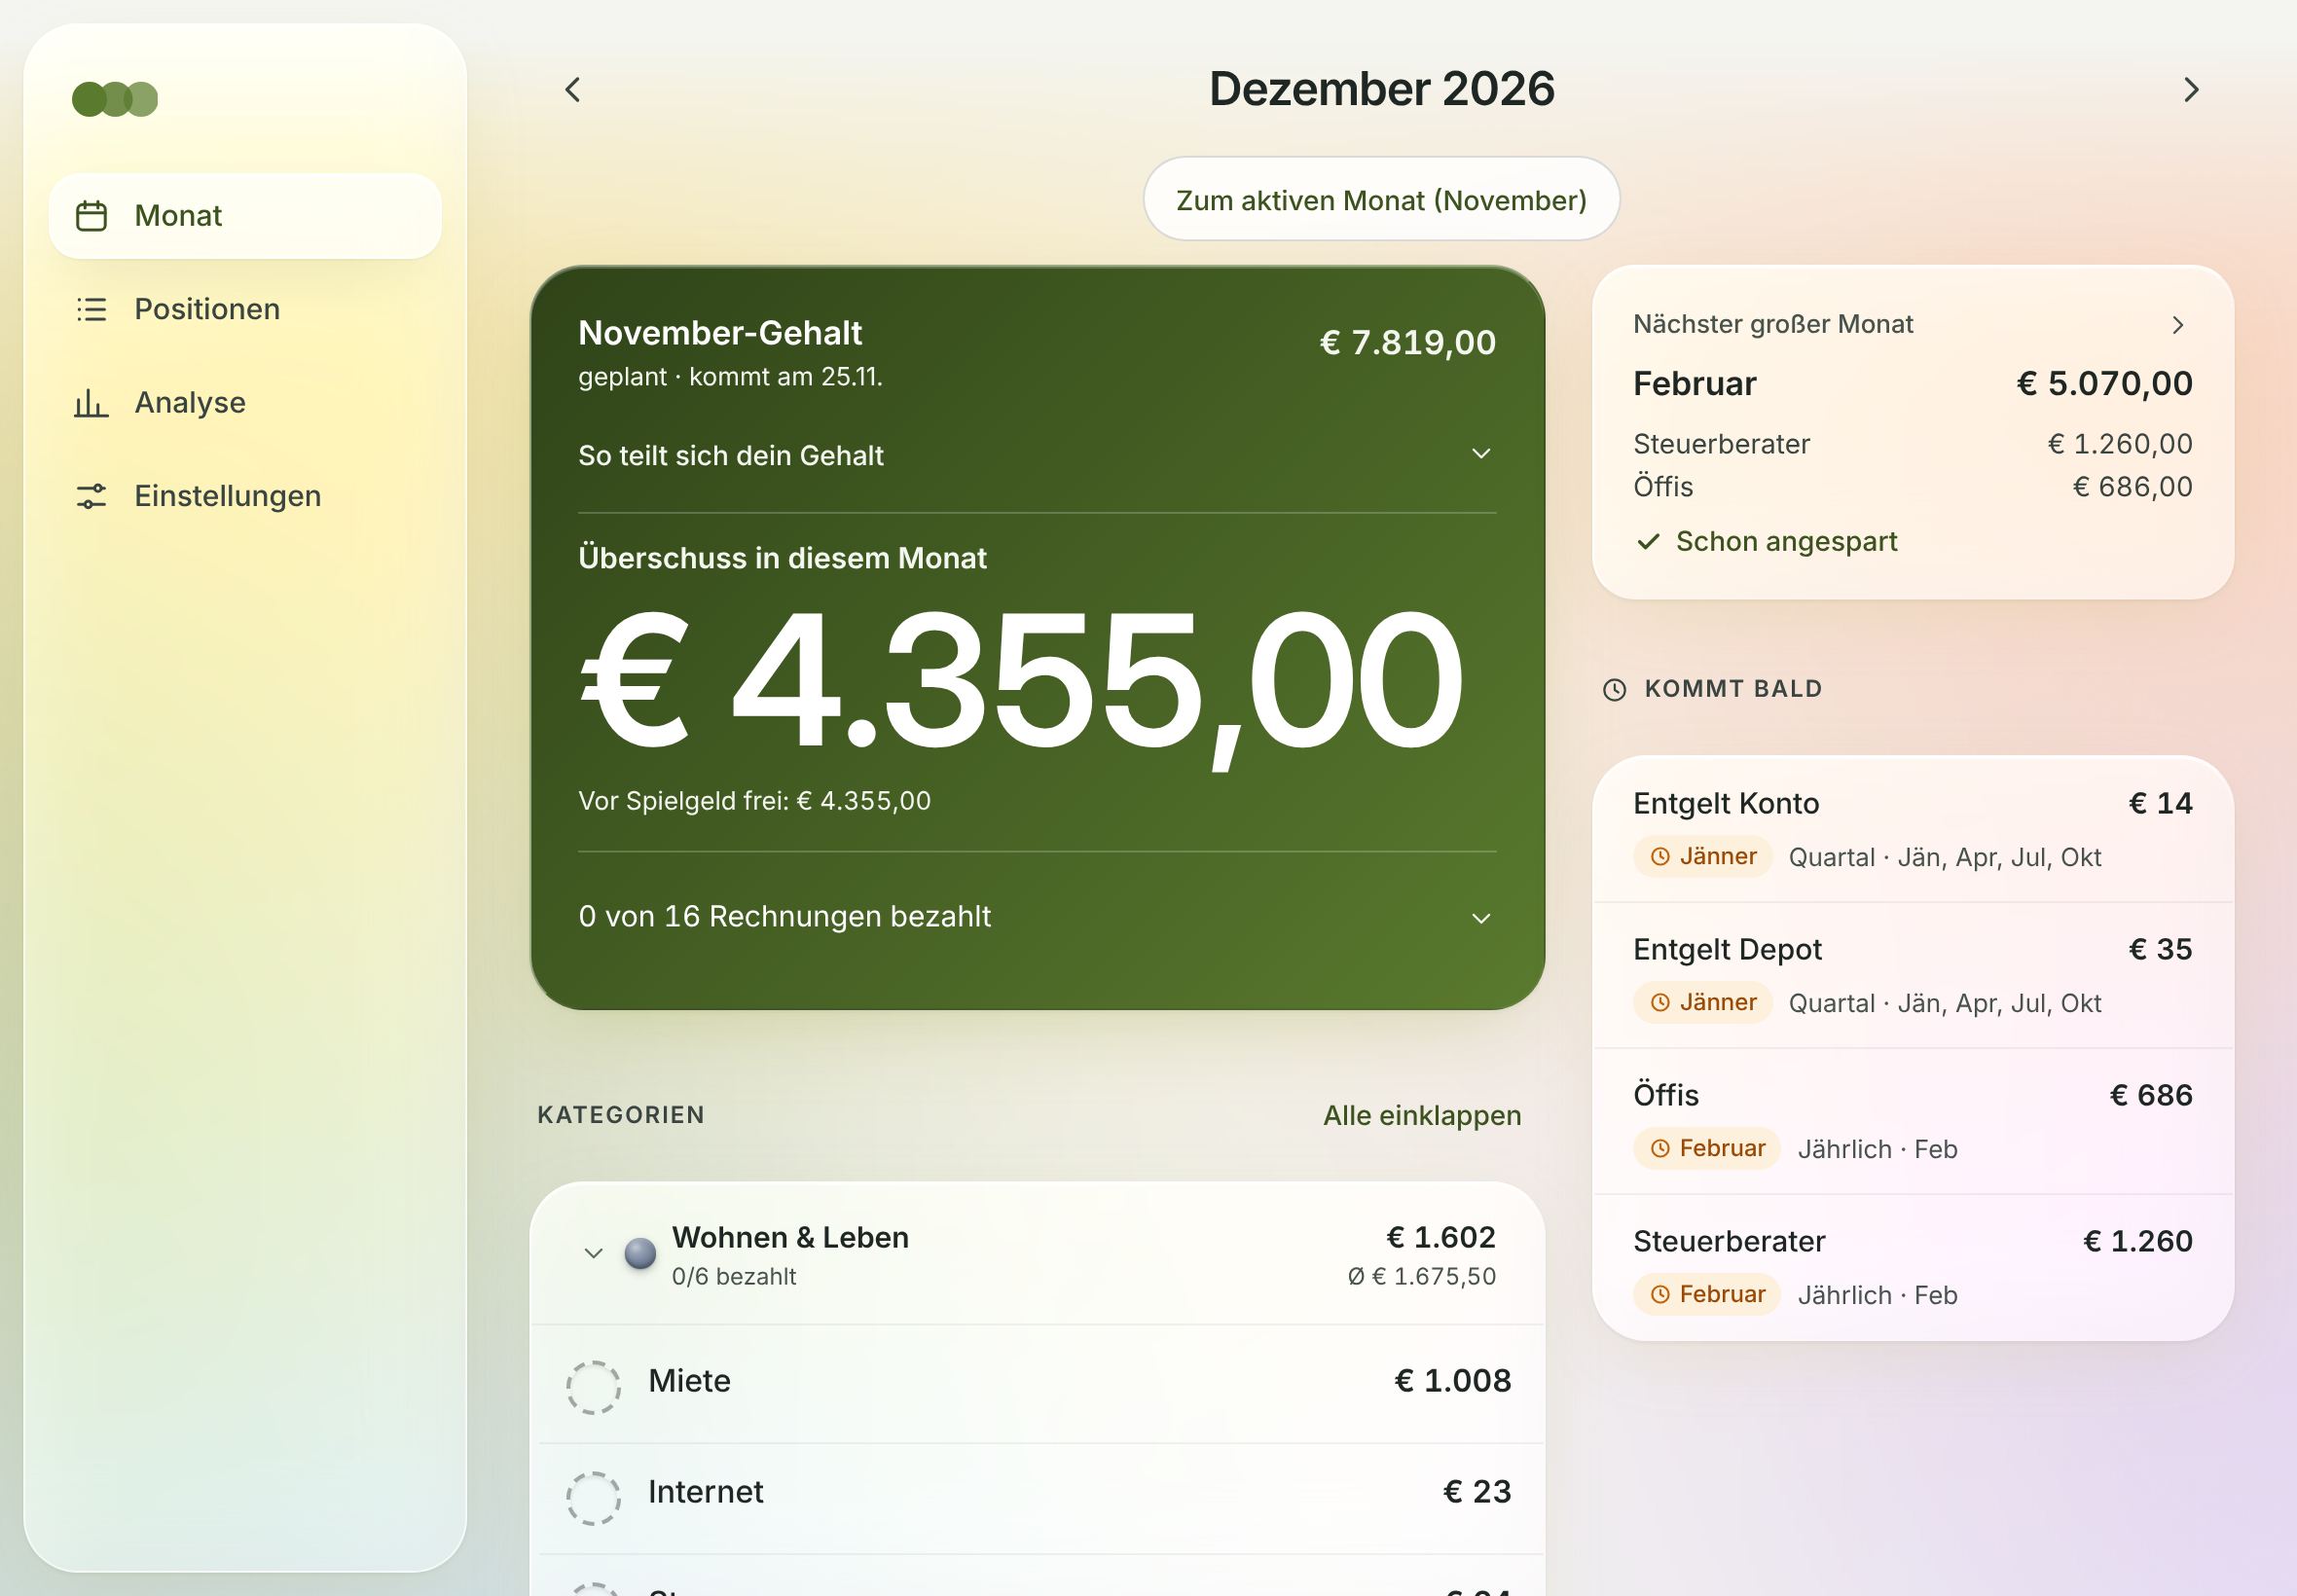 Monat
Positionen
Analyse
Einstellungen
Dezember 2026
Zum aktiven Monat (November)
November-Gehalt
€ 7.819,00
geplant · kommt am 25.11.
So teilt sich dein Gehalt
Überschuss in diesem Monat
€ 4.355,00
Vor Spielgeld frei: € 4.355,00
0 von 16 Rechnungen bezahlt
KATEGORIEN
Alle einklappen
Wohnen & Leben
€ 1.602
0/6 bezahlt
Ø € 1.675,50
Miete
€ 1.008
Internet
€ 23
Nächster großer Monat
Februar
€ 5.070,00
Steuerberater
€ 1.260,00
Öffis
€ 686,00
Schon angespart
KOMMT BALD
Entgelt Konto
€ 14
Jänner
Quartal · Jän, Apr, Jul, Okt
Entgelt Depot
€ 35
Jänner
Quartal · Jän, Apr, Jul, Okt
Öffis
€ 686
Februar
Jährlich · Feb
Steuerberater
€ 1.260
Februar
Jährlich · Feb